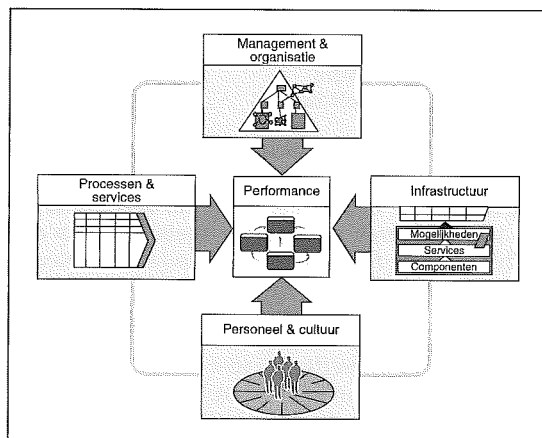 Management &
organisatie
Processen &
services
Performance
Infrastructuur
Mogelijkheden
Services
Componenten
Personeel & cultuur